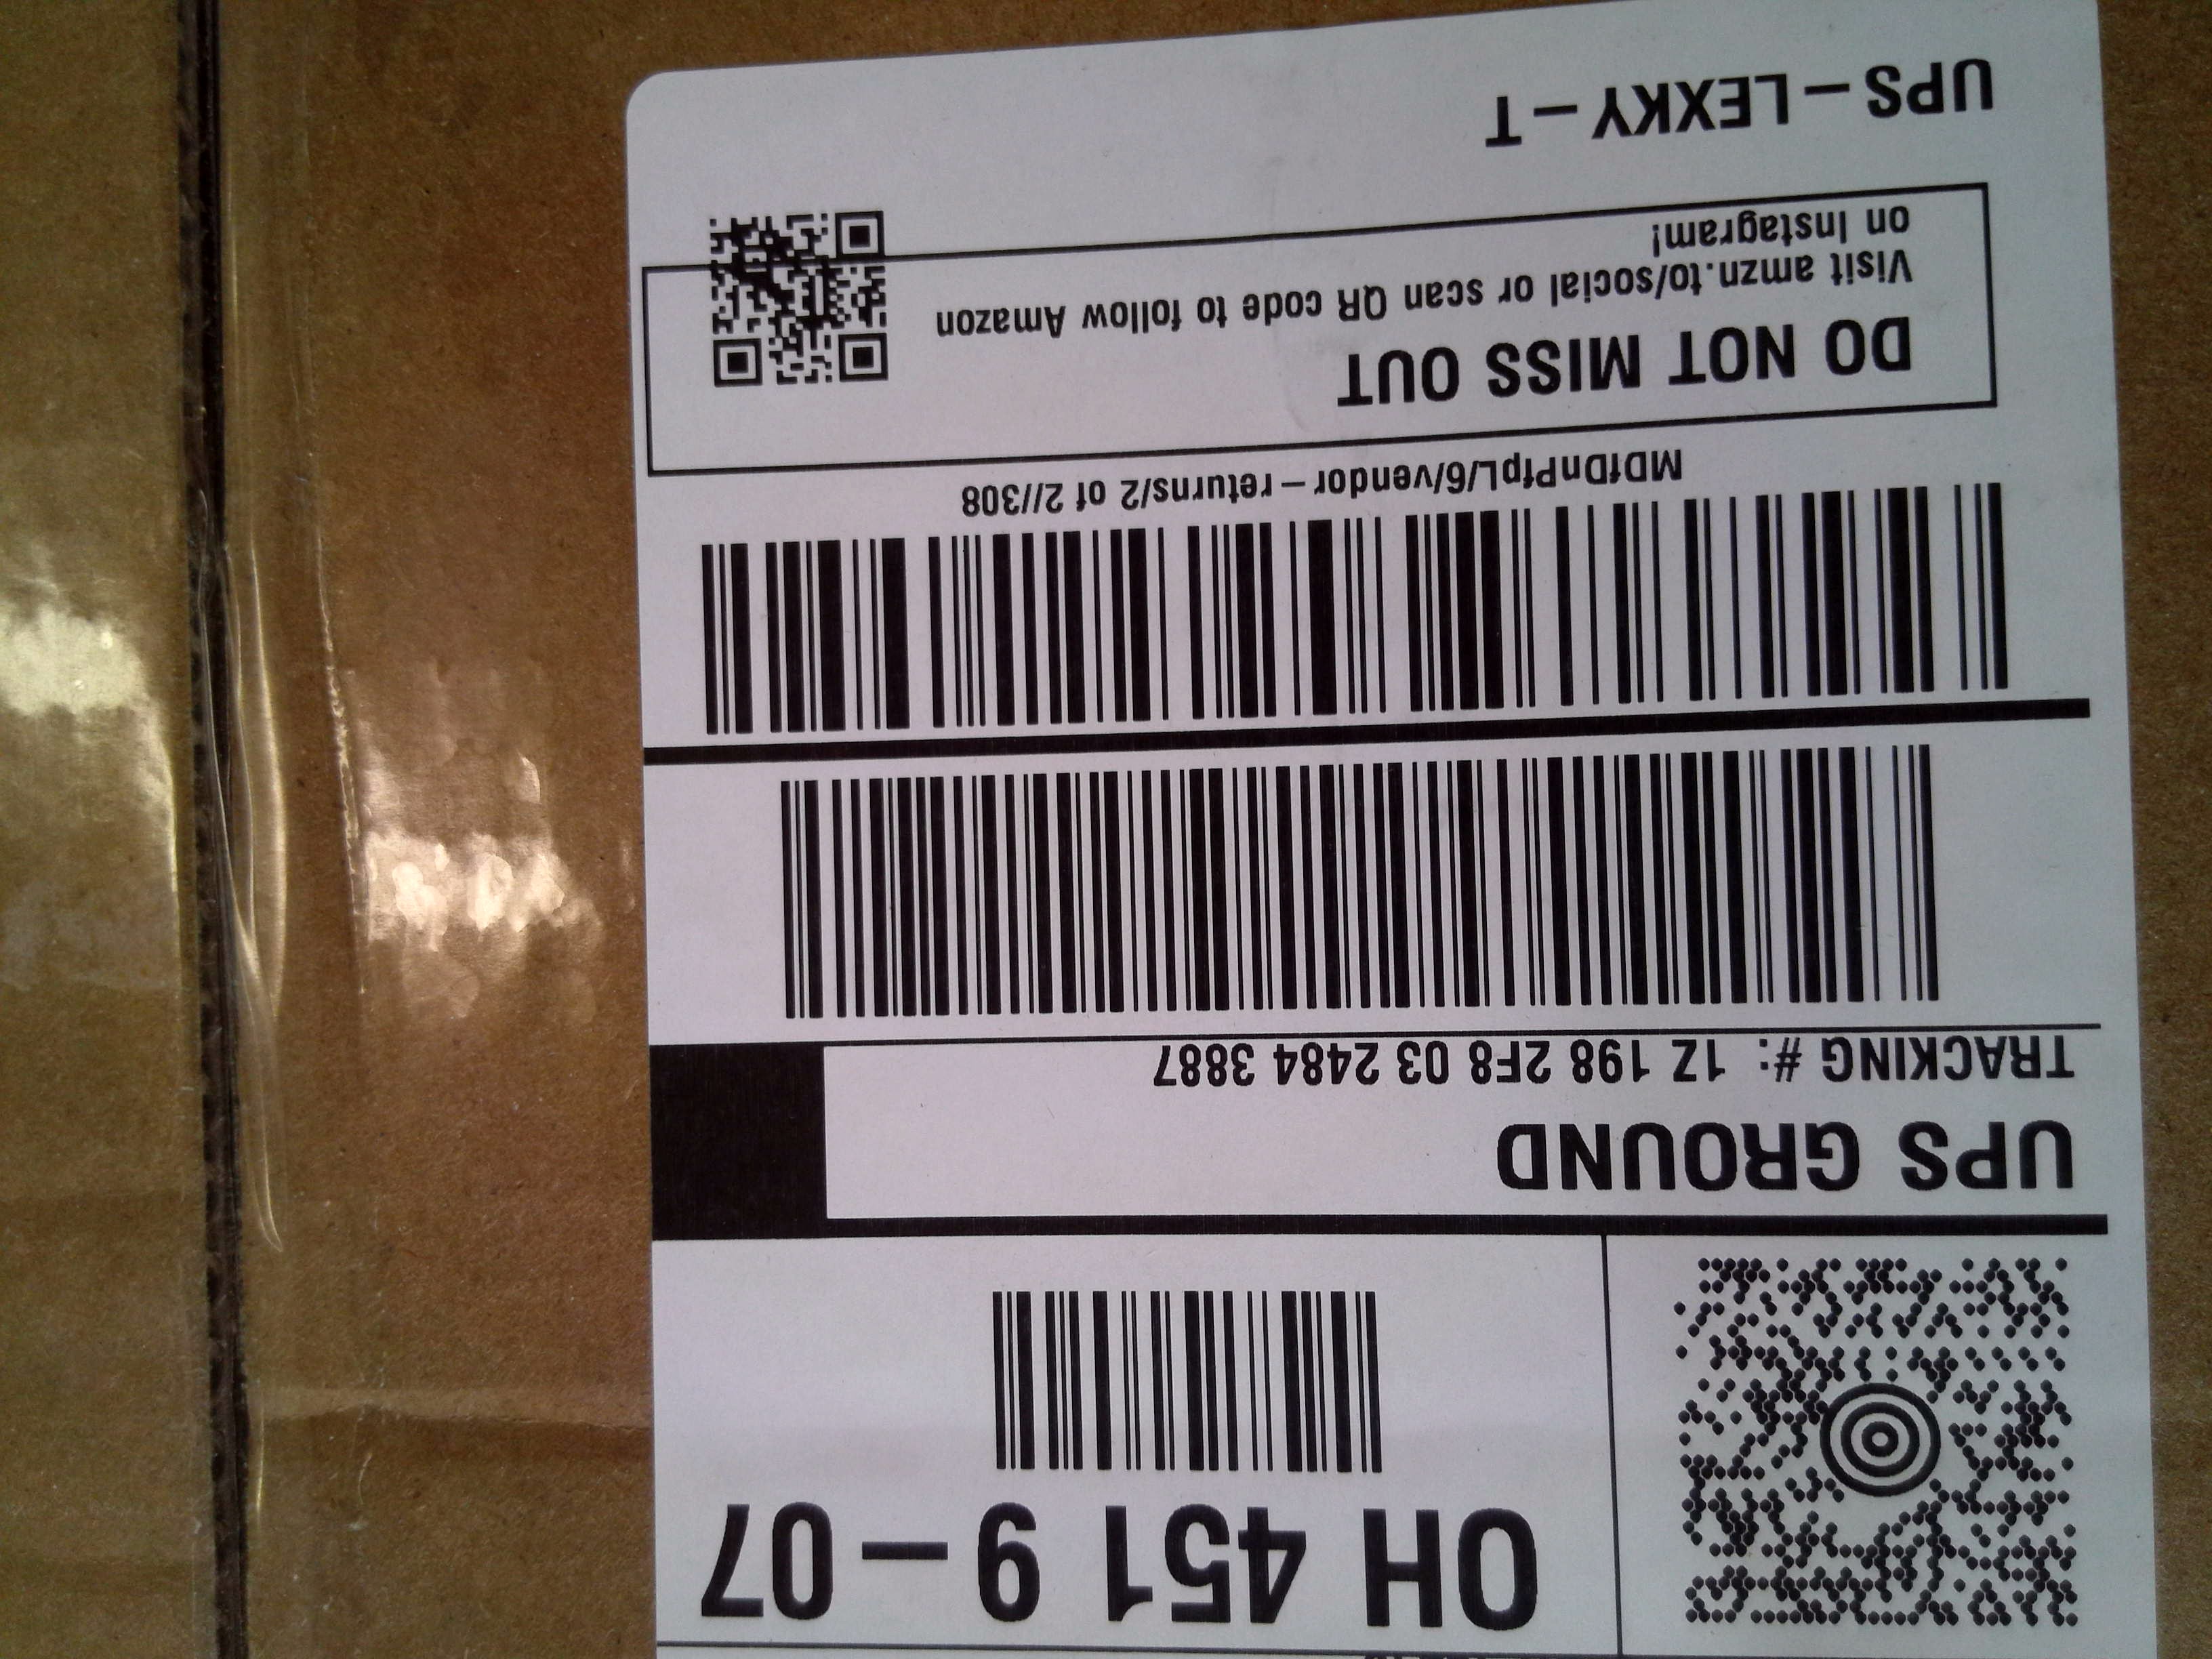 OH 451 9-07
UPS GROUND
TRACKING #: 1Z 198 2F8 03 2484 3887
MDfDnPfpL/6/vendor-returns/2 of 2//308
DO NOT MISS OUT
Visit amzn.to/social or scan QR code to follow Amazon
on Instagram!
UPS-LEXKY-T